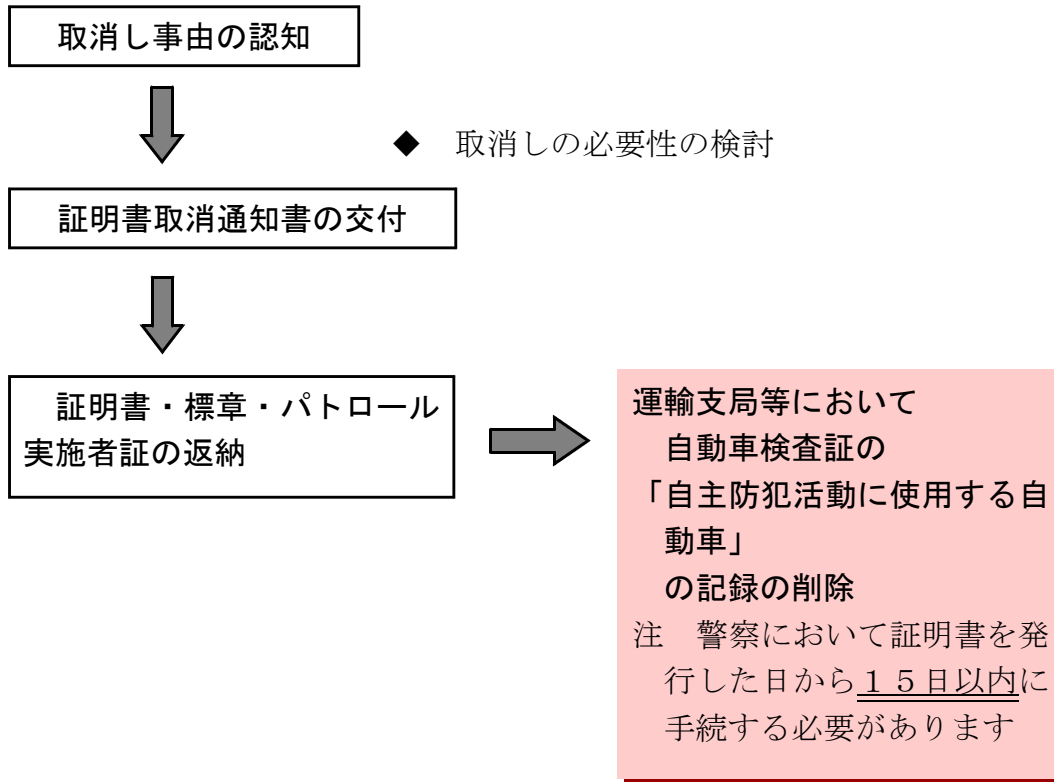 取消し事由の認知
◆　取消しの必要性の検討
証明書取消通知書の交付
証明書・標章・パトロール
実施者証の返納
運輸支局等において
自動車検査証の
「自主防犯活動に使用する自
動車」
の記録の削除
注　警察において証明書を発
行した日から１５日以内に
手続する必要があります